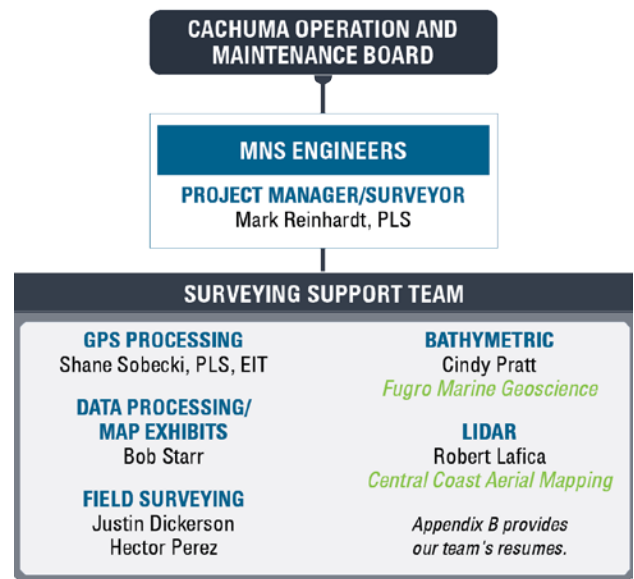 CACHUMA OPERATION AND
MAINTENANCE BOARD
MNS ENGINEERS
PROJECT MANAGER/SURVEYOR
Mark Reinhardt, PLS
SURVEYING SUPPORT TEAM
GPS PROCESSING
Shane Sobecki, PLS, EIT
DATA PROCESSING/
MAP EXHIBITS
Bob Starr
FIELD SURVEYING
Justin Dickerson
Hector Perez
BATHYMETRIC
Cindy Pratt
Fugro Marine Geoscience
LIDAR
Robert Lafica
Central Coast Aerial Mapping
Appendix B provides
our team's resumes.